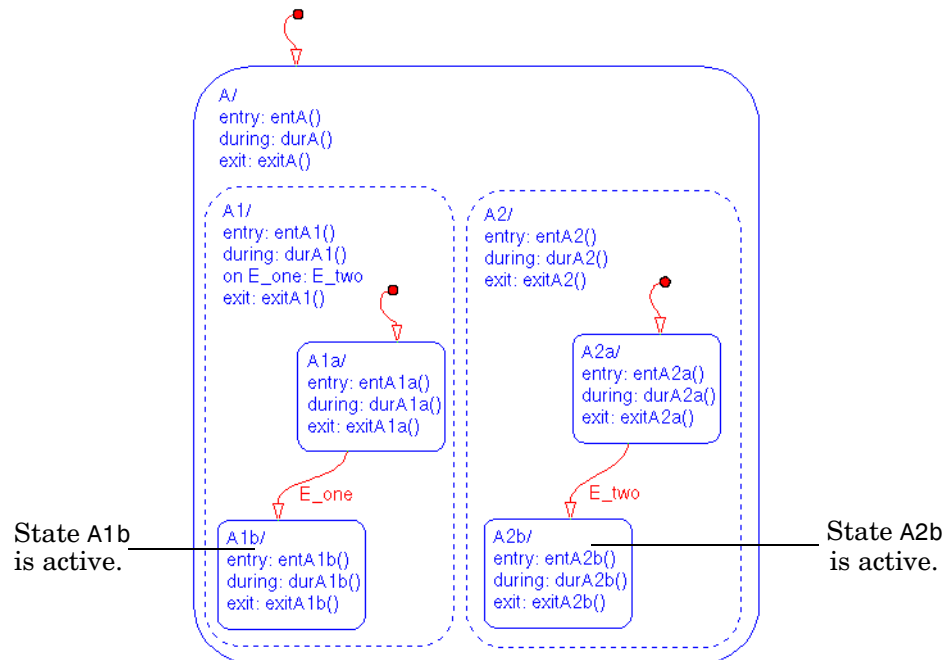 A/
entry: entA()
during: durA()
exit: exitA()
A1/
entry: entA1()
during: durA1()
on E_one: E_two
exit: exitA1()
A2/
entry: entA2()
during: durA2()
exit: exitA2()
A1a/
entry: entA1a()
during: durA1a()
exit: exitA1a()
A2a/
entry: entA2a()
during: durA2a()
exit: exitA2a()
E_one
E_two
State A1b
is active.
A1b/
entry: entA1b()
during: durA1b()
exit: exitA1b()
A2b/
entry: entA2b()
during: durA2b()
exit: exitA2b()
State A2b
is active.